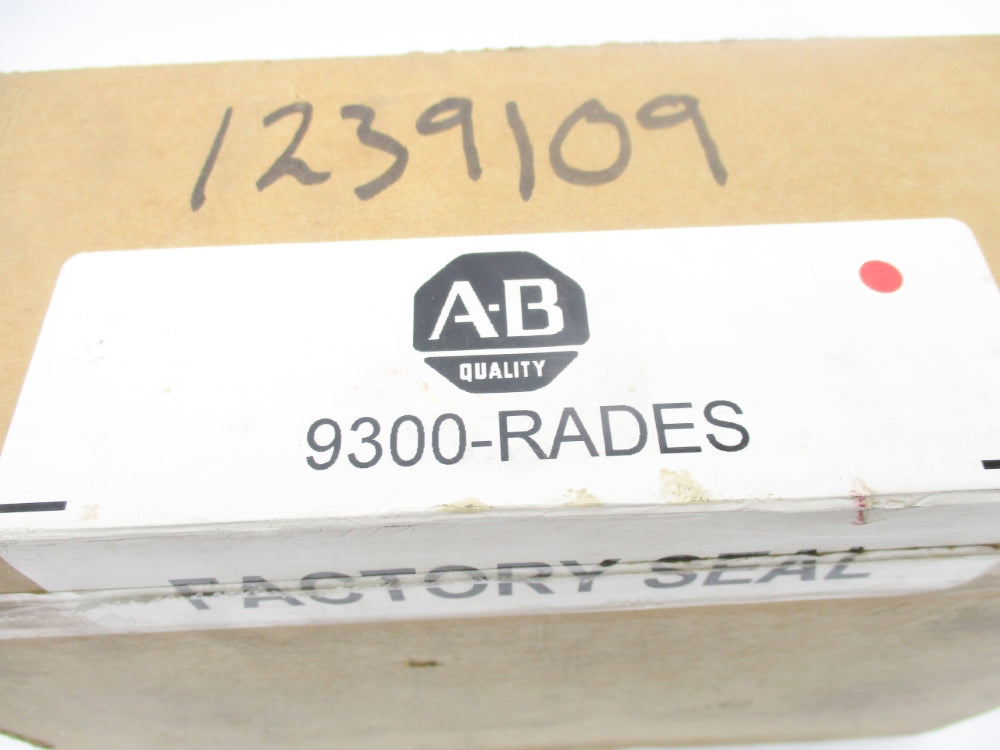 1239109
A-B
QUALITY
9300-RADES
FACTORY SEAL